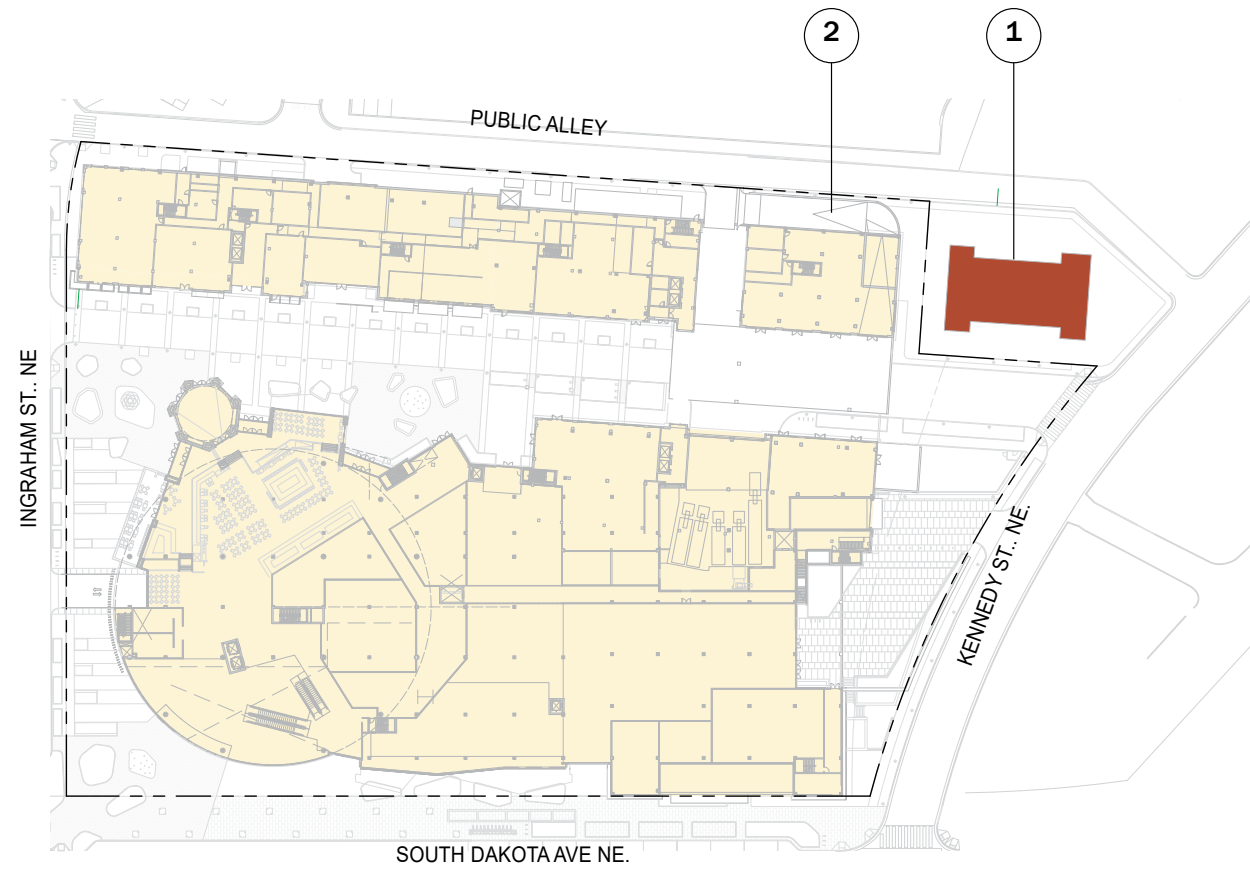 2
1
PUBLIC ALLEY
INGRAHAM ST.. NE
KENNEDY ST.. NE.
SOUTH DAKOTA AVE NE.